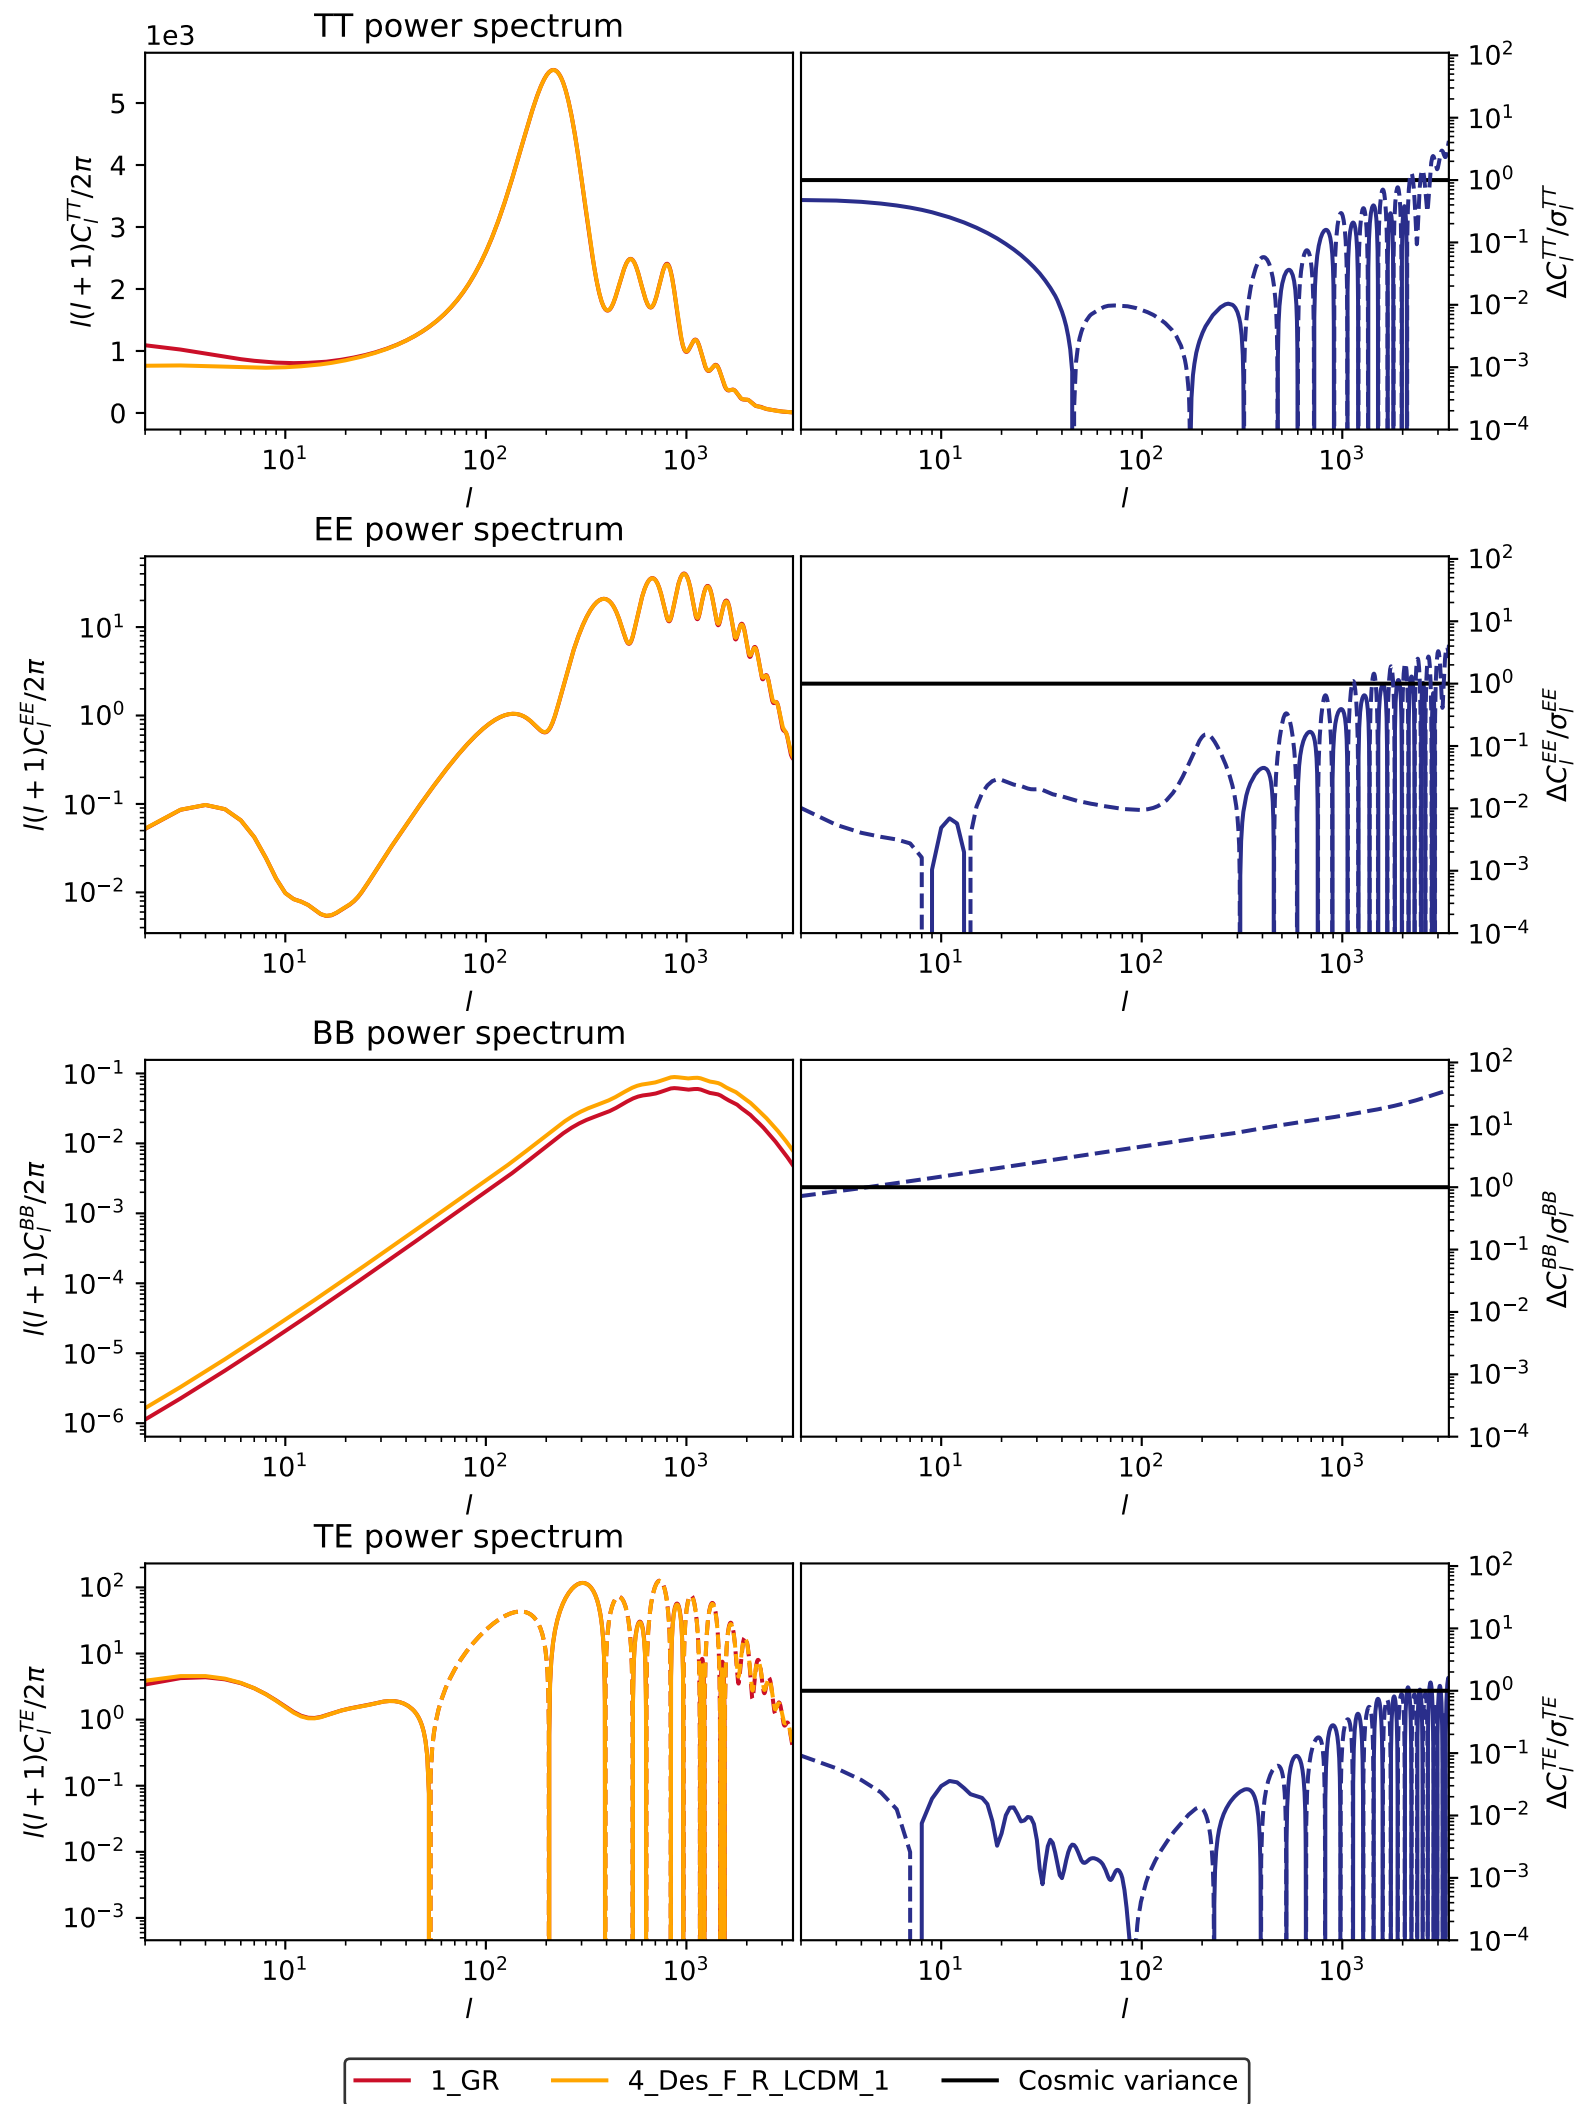 TT power spectrum
1e3
5
4
3
2
1
0
l(l + 1)C_l^{TT}/2π
10^1 10^2 10^3
l
10^2
10^1
10^0
10^{-1}
10^{-2}
10^{-3}
10^{-4}
ΔC_l^{TT}/σ_l^{TT}
10^1 10^2 10^3
l
EE power spectrum
10^1
10^0
10^{-1}
10^{-2}
l(l + 1)C_l^{EE}/2π
10^1 10^2 10^3
l
10^2
10^1
10^0
10^{-1}
10^{-2}
10^{-3}
10^{-4}
ΔC_l^{EE}/σ_l^{EE}
10^1 10^2 10^3
l
BB power spectrum
10^{-1}
10^{-2}
10^{-3}
10^{-4}
10^{-5}
10^{-6}
l(l + 1)C_l^{BB}/2π
10^1 10^2 10^3
l
10^2
10^1
10^0
10^{-1}
10^{-2}
10^{-3}
10^{-4}
ΔC_l^{BB}/σ_l^{BB}
10^1 10^2 10^3
l
TE power spectrum
10^2
10^1
10^0
10^{-1}
10^{-2}
10^{-3}
l(l + 1)C_l^{TE}/2π
10^1 10^2 10^3
l
10^2
10^1
10^0
10^{-1}
10^{-2}
10^{-3}
10^{-4}
ΔC_l^{TE}/σ_l^{TE}
10^1 10^2 10^3
l
1_GR 4_Des_F_R_LCDM_1 Cosmic variance